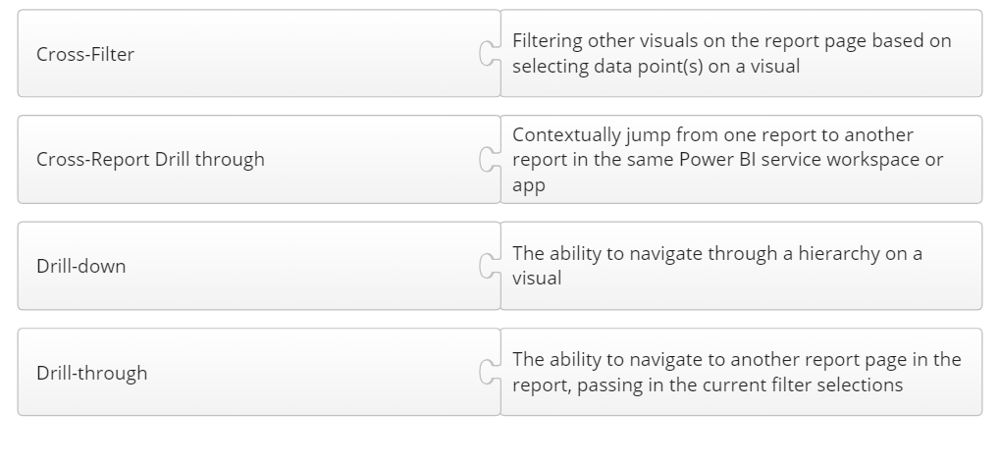 Cross-Filter
Filtering other visuals on the report page based on
selecting data point(s) on a visual
Cross-Report Drill through
Contextually jump from one report to another
report in the same Power BI service workspace or
app
Drill-down
The ability to navigate through a hierarchy on a
visual
Drill-through
The ability to navigate to another report page in the
report, passing in the current filter selections